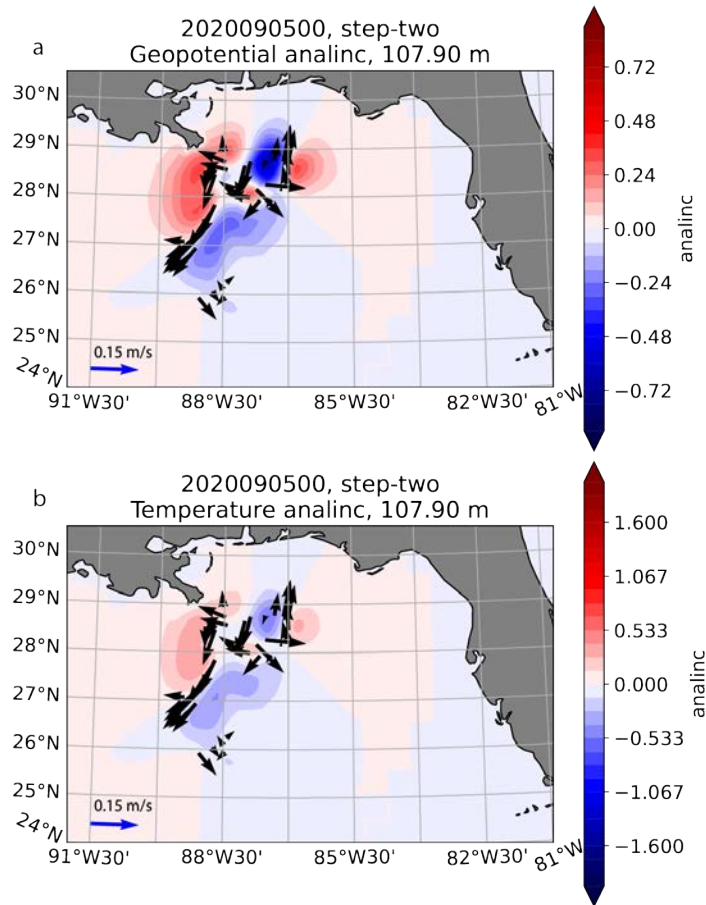 a
2020090500, step-two
Geopotential analinc, 107.90 m
30°N
29°N
28°N
27°N
26°N
25°N
24°N
0.15 m/s
91°W30'
88°W30'
85°W30'
82°W30'
81°W
0.72
0.48
0.24
0.00
−0.24
−0.48
−0.72
analinc
b
2020090500, step-two
Temperature analinc, 107.90 m
30°N
29°N
28°N
27°N
26°N
25°N
24°N
0.15 m/s
91°W30'
88°W30'
85°W30'
82°W30'
81°W
1.600
1.067
0.533
0.000
−0.533
−1.067
−1.600
analinc